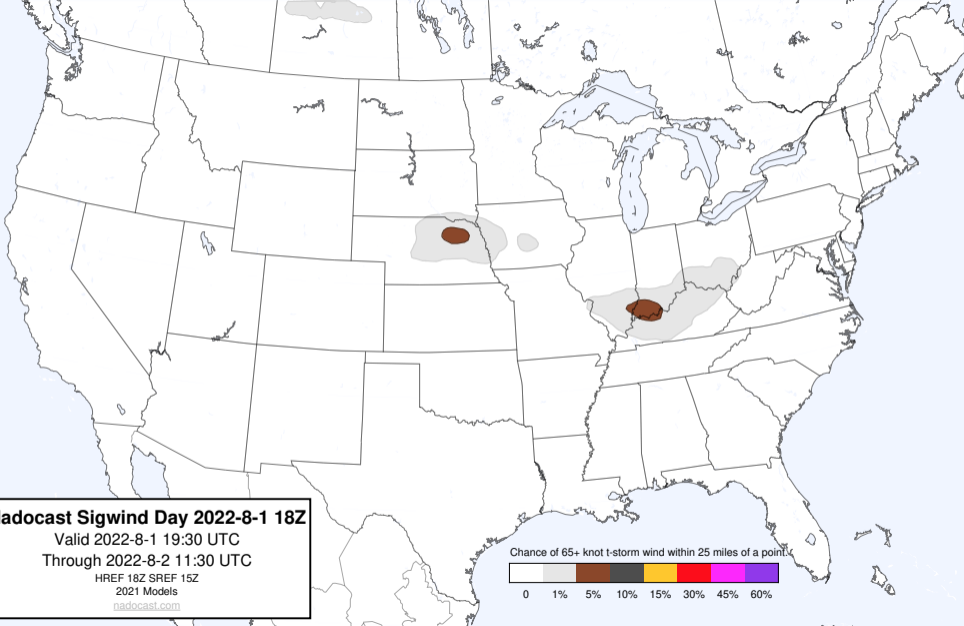 adocast Sigwind Day 2022-8-1 18Z
Valid 2022-8-1 19:30 UTC
Through 2022-8-2 11:30 UTC
HREF 18Z SREF 15Z
2021 Models
nadocast.com
Chance of 65+ knot t-storm wind within 25 miles of a point.
0 1% 5% 10% 15% 30% 45% 60%